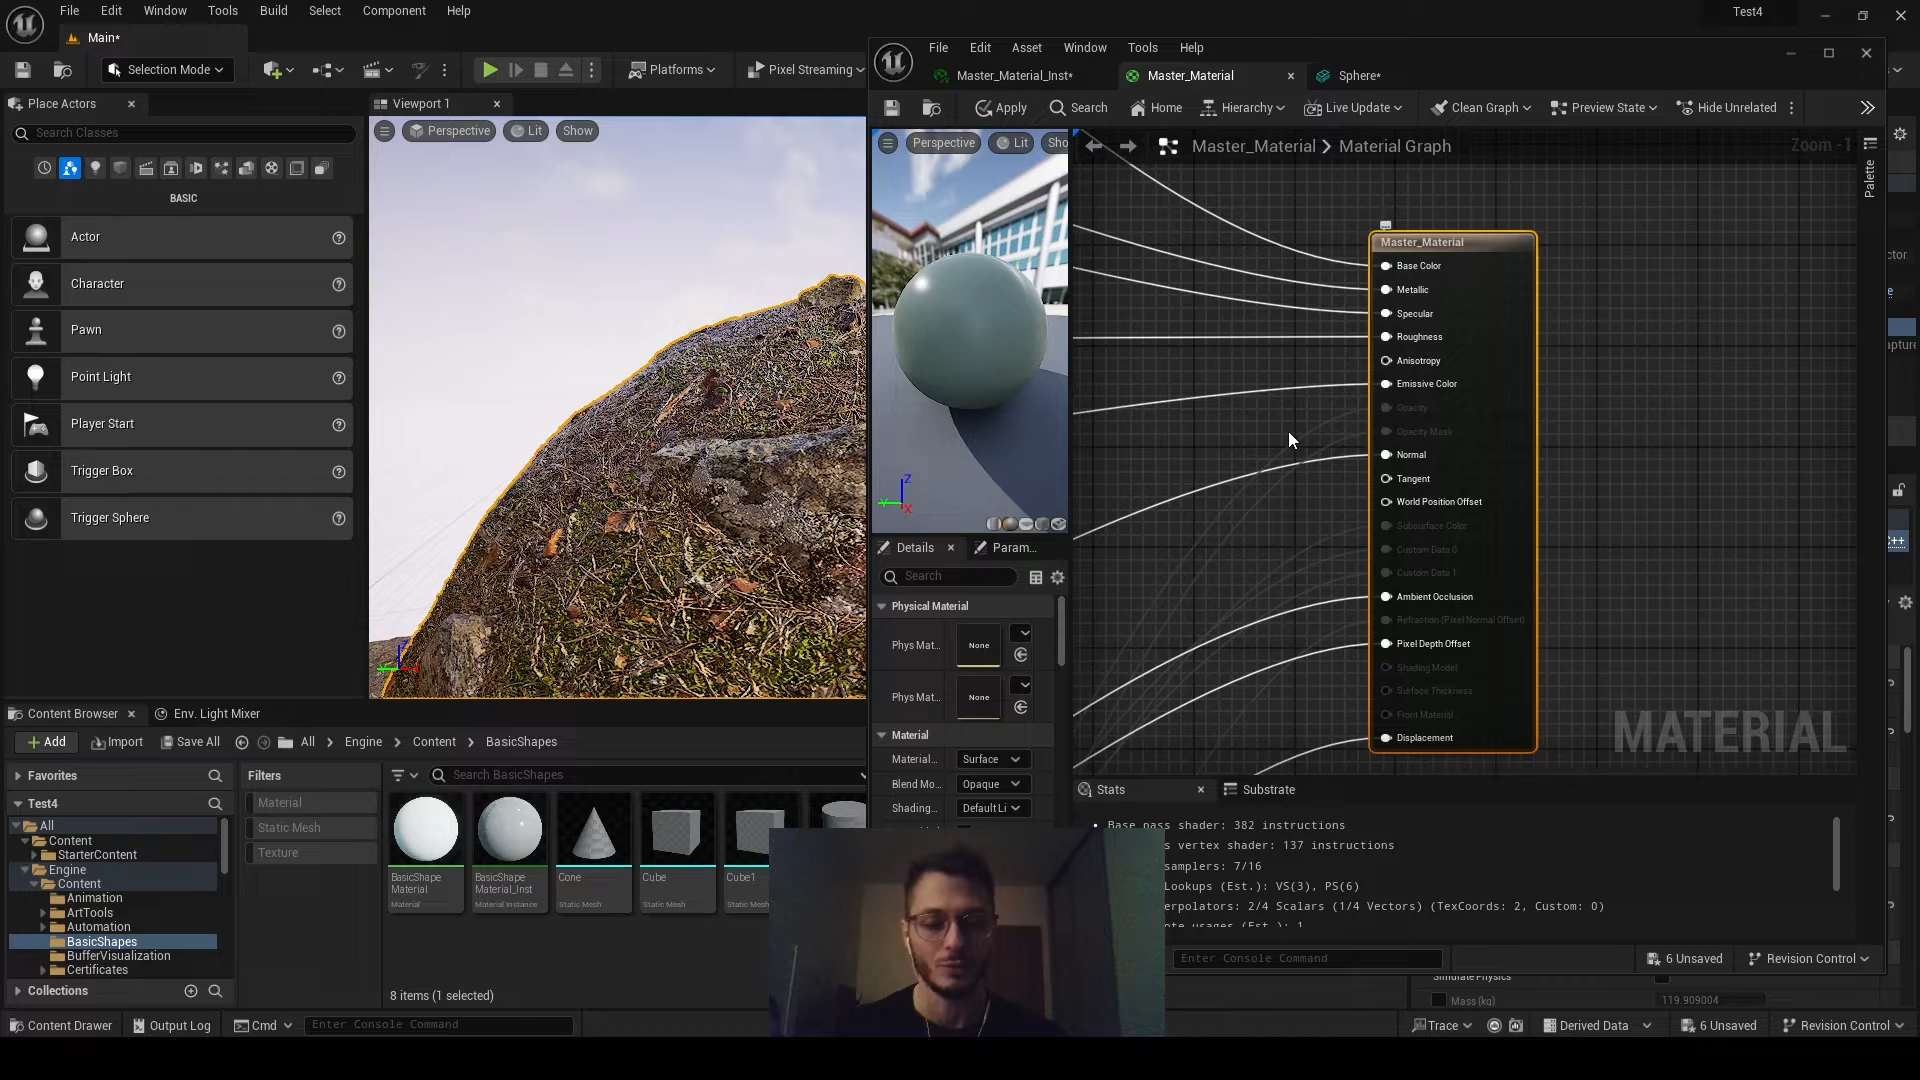 File Edit Window Tools Build Select Component Help
Test4
Main*
Selection Mode
Platforms
Pixel Streaming
Place Actors
Search Classes
BASIC
Actor
Character
Pawn
Point Light
Player Start
Trigger Box
Trigger Sphere
Viewport 1
Perspective
Lit
Show
File Edit Asset Window Tools Help
Master_Material_Inst*
Master_Material
Sphere*
Apply
Search
Home
Hierarchy
Live Update
Clean Graph
Preview State
Hide Unrelated
Perspective
Lit
Sho
Master_Material > Material Graph
Zoom -1
Palette
Master_Material
Base Color
Metallic
Specular
Roughness
Anisotropy
Emissive Color
Opacity
Opacity Mask
Normal
Tangent
World Position Offset
Subsurface Color
Custom Data 0
Custom Data 1
Ambient Occlusion
Refraction (Pixel Normal Offset)
Pixel Depth Offset
Shading Model
Surface Thickness
Front Material
Displacement
MATERIAL
Z
Y
X
Details
Param...
Search
Physical Material
Phys Mat...
None
Phys Mat...
None
Material
Material...
Surface
Blend Mo...
Opaque
Shading...
Default Li
Stats
Substrate
Base pass shader: 382 instructions
s vertex shader: 137 instructions
samplers: 7/16
Lookups (Est.): VS(3), PS(6)
erpolators: 2/4 Scalars (1/4 Vectors) (TexCoords: 2, Custom: 0)
Enter Console Command
6 Unsaved
Revision Control
Simulate Physics
Mass (kg)
119.909004
ctor
e
apture
C++
Content Browser
Env. Light Mixer
Add
Import
Save All
All > Engine > Content > BasicShapes
Favorites
Test4
All
Content
StarterContent
Engine
Content
Animation
ArtTools
Automation
BasicShapes
BufferVisualization
Certificates
Collections
Filters
Material
Static Mesh
Texture
Search BasicShapes
BasicShape
Material
Material
BasicShape
Material_Inst
Material Instance
Cone
Static Mesh
Cube
Static Mesh
Cube1
Static Mesh
8 items (1 selected)
Content Drawer
Output Log
Cmd
Enter Console Command
Trace
Derived Data
6 Unsaved
Revision Control